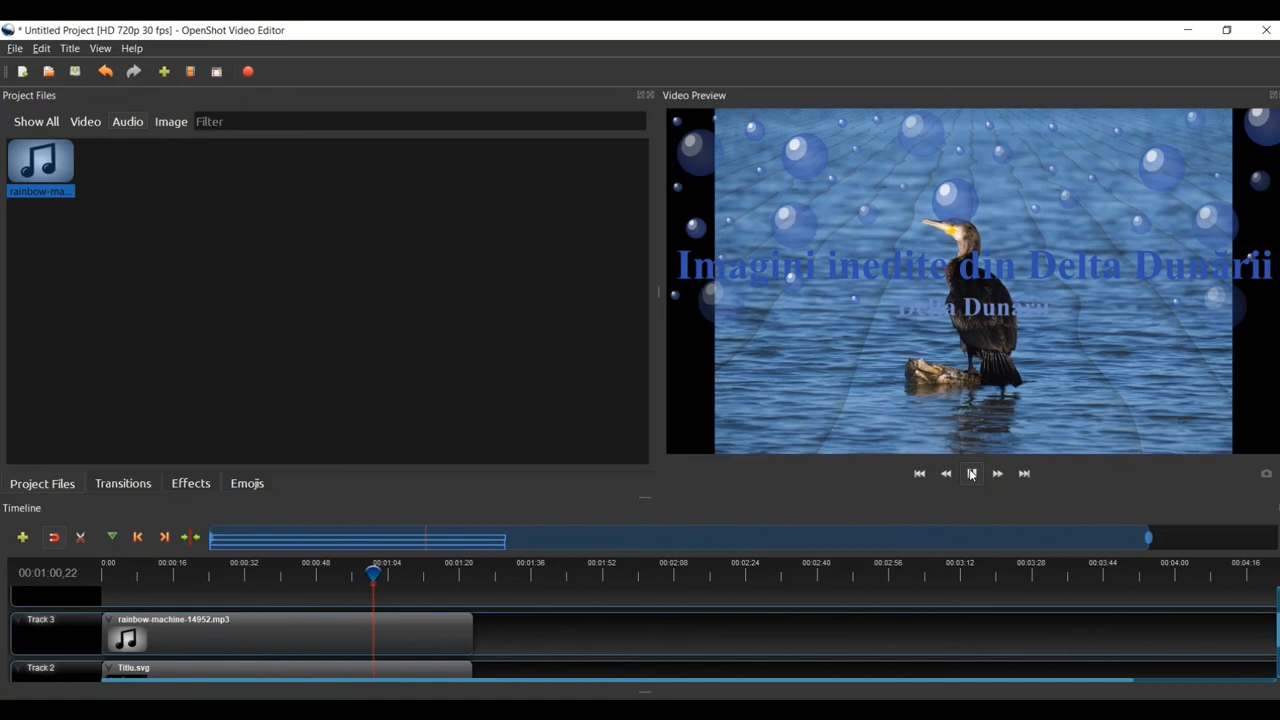 * Untitled Project [HD 720p 30 fps] - OpenShot Video Editor
File Edit Title View Help
Project Files
Video Preview
Show All Video Audio Image Filter
rainbow-ma...
Imagini inedite din Delta Dunării
Delta Dunării
Project Files Transitions Effects Emojis
Timeline
00:01:00,22
0:00 00:00:16 00:00:32 00:00:48 00:01:04 00:01:20 00:01:36 00:01:52 00:02:08 00:02:24 00:02:40 00:02:56 00:03:12 00:03:28 00:03:44 00:04:00 00:04:16
Track 3 rainbow-machine-14952.mp3
Track 2 Titlu.svg